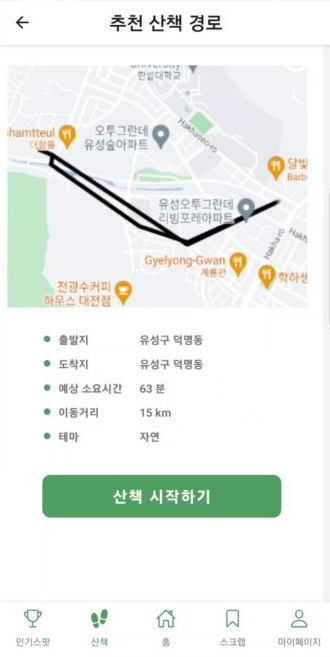 추천 산책 경로
University
한밭대학교
hamtteul
더함뜰
오투그란데
유성숲아파트
Hakhaseo-ro
달빛
Barb
유성오투그란데
리빙포레아파트
Hakha-ro
Hakh
Gyelyong-Gwan
계룡관
학하생
전광수커피
하우스 대전점
출발지 유성구 덕명동
도착지 유성구 덕명동
예상 소요시간 63 분
이동거리 15 km
테마 자연
산책 시작하기
인기스팟 산책 홈 스크랩 마이페이지